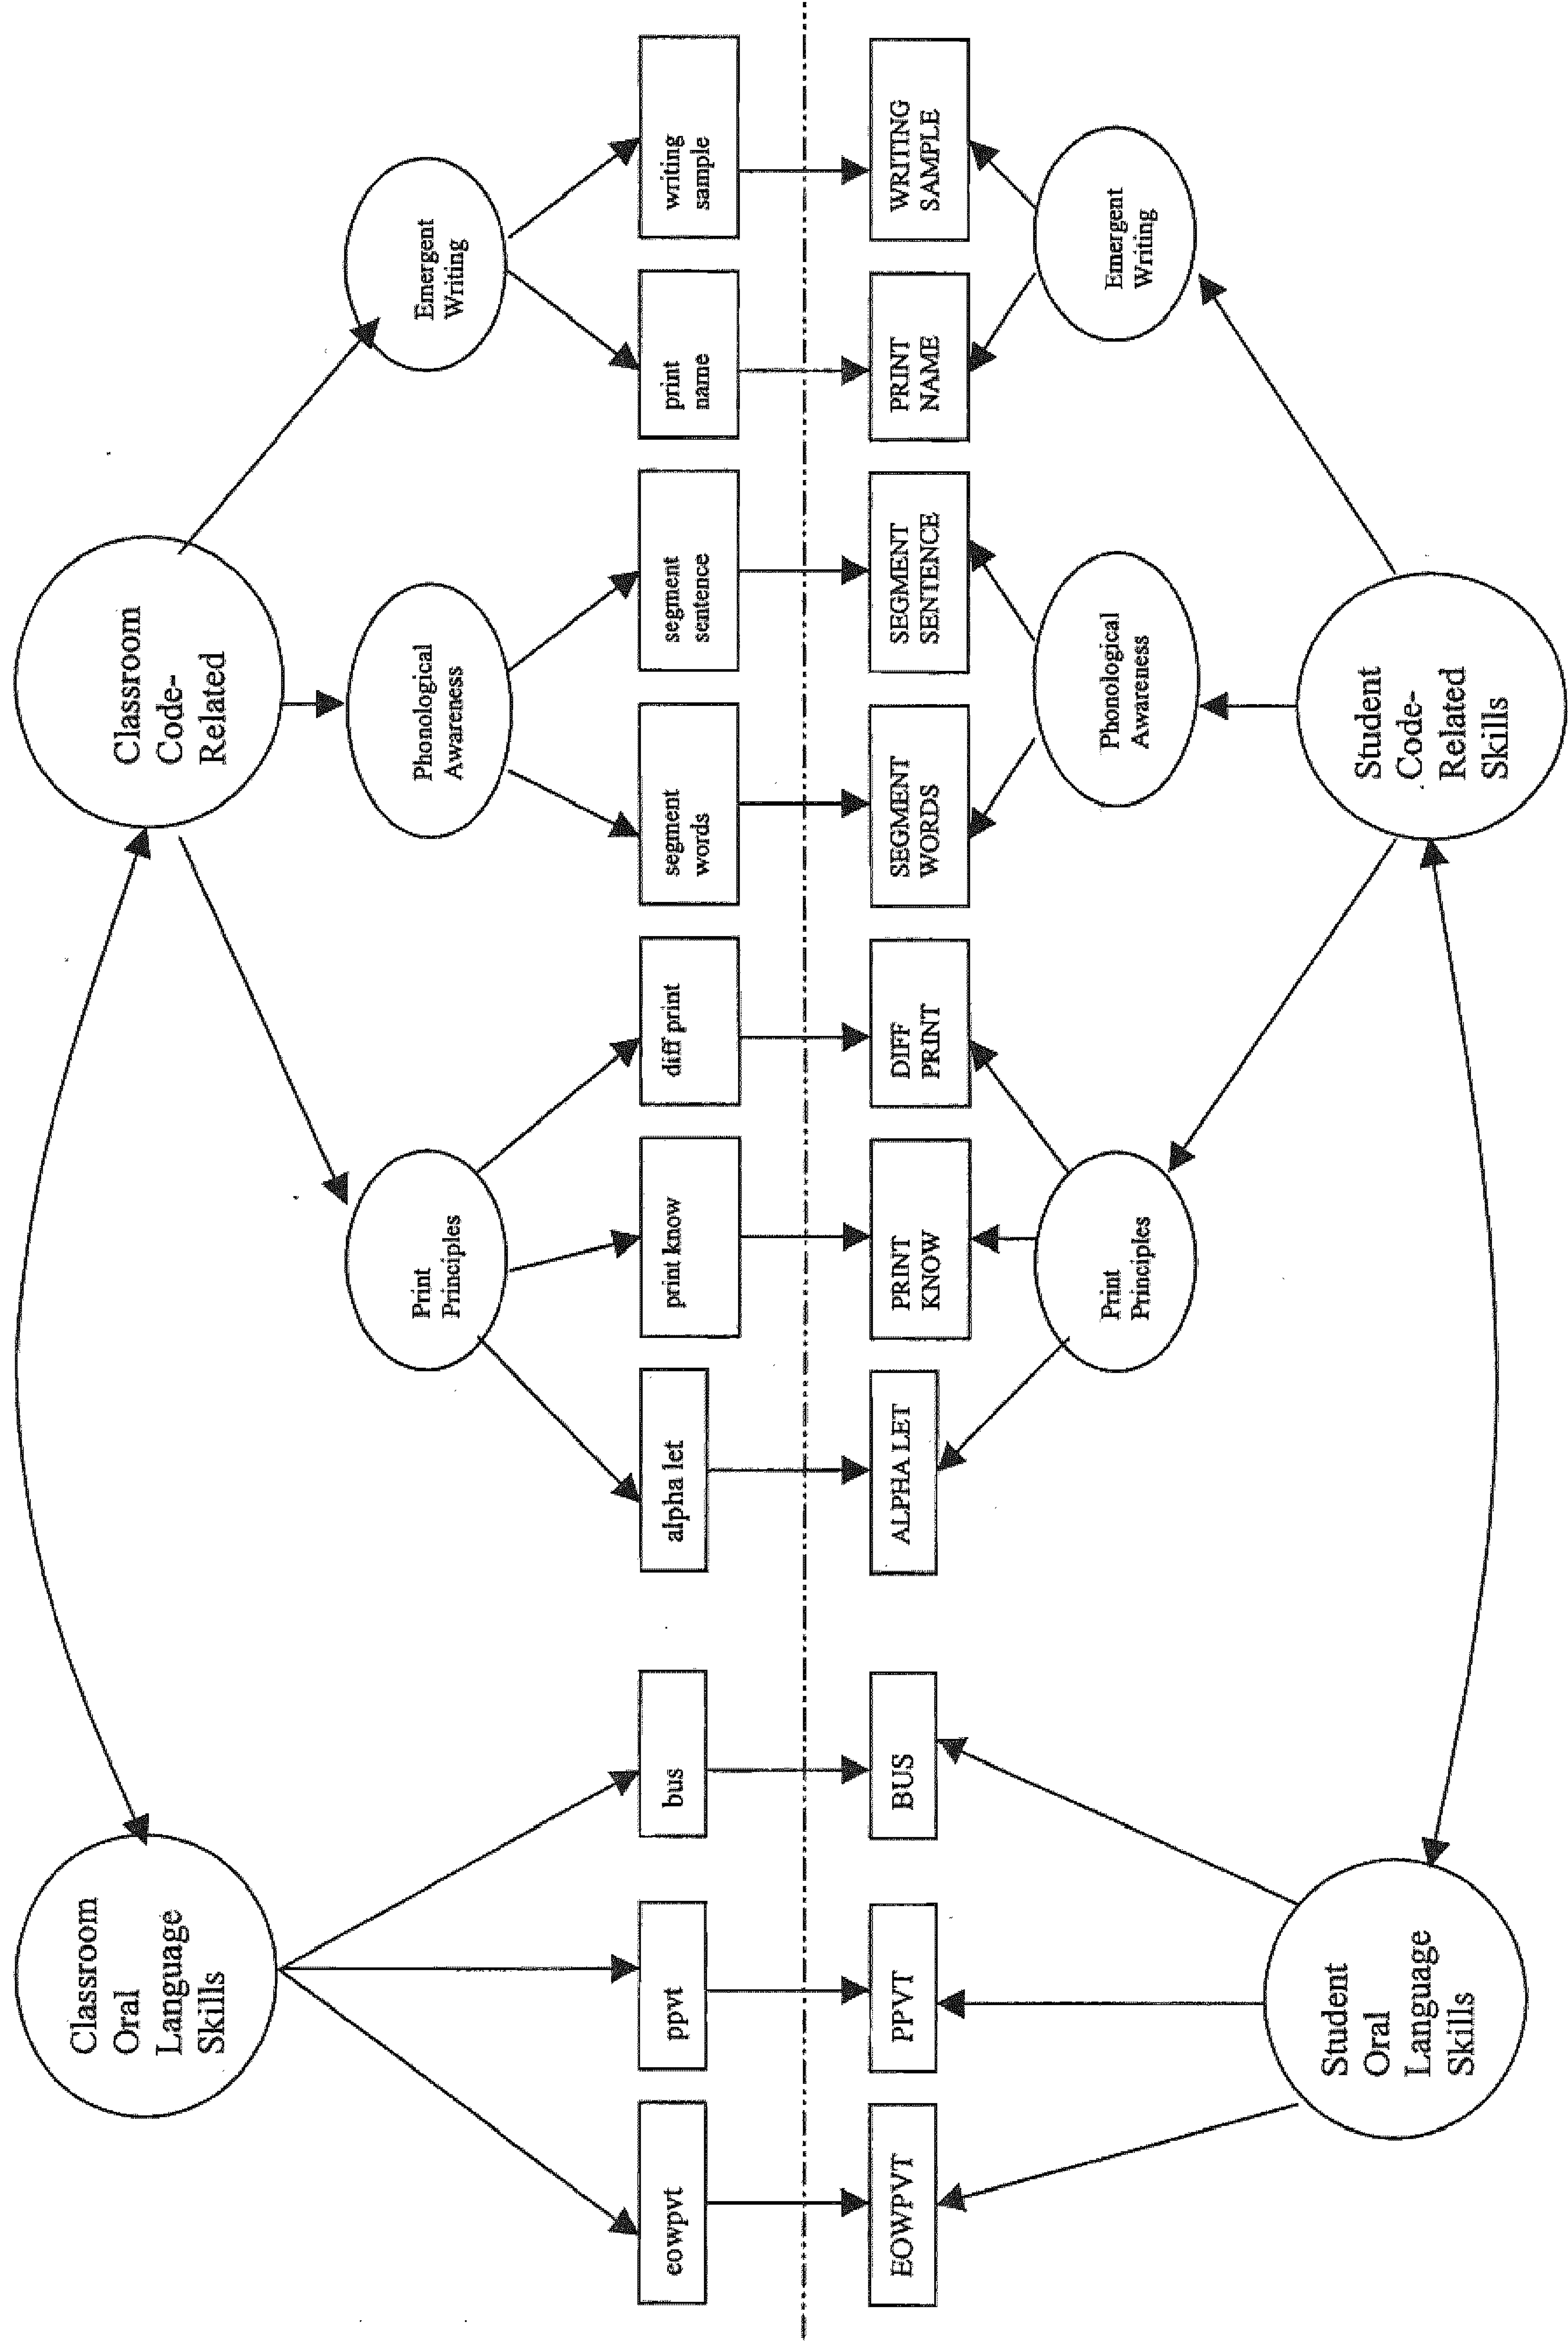 Classroom
Oral
Language
Skills
Classroom
Code-
Related
Print
Principles
Phonological
Awareness
Emergent
Writing
eowpvt
ppvt
bus
alpha let
print know
diff print
segment
words
segment
sentence
print
name
writing
sample
EOWPVT
PPVT
BUS
ALPHA LET
PRINT
KNOW
DIFF
PRINT
SEGMENT
WORDS
SEGMENT
SENTENCE
PRINT
NAME
WRITING
SAMPLE
Print
Principles
Phonological
Awareness
Emergent
Writing
Student
Oral
Language
Skills
Student
Code-
Related
Skills